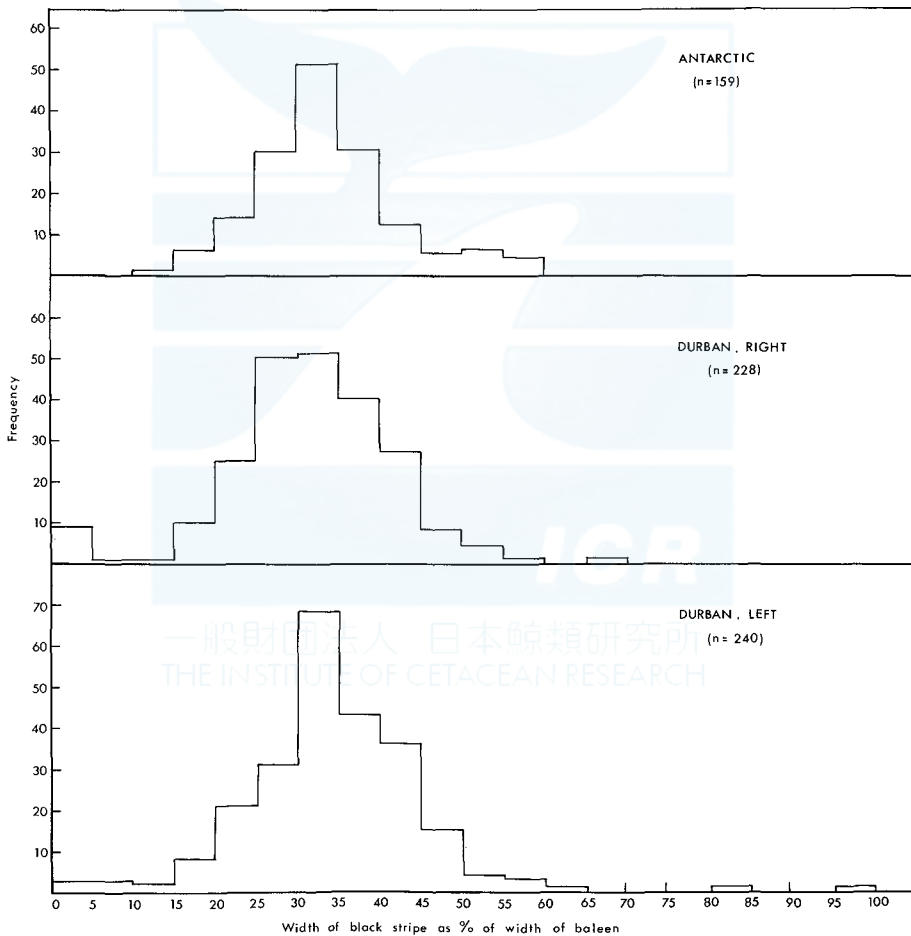 60
50
40
30
20
10
ANTARCTIC
(n=159)
60
50
40
30
20
10
DURBAN, RIGHT
(n= 228)
Frequency
ICR
70
60
50
40
30
20
10
DURBAN, LEFT
(n= 240)
一般財団法人 日本鯨類研究所
THE INSTITUTE OF CETACEAN RESEARCH
0 5 10 15 20 25 30 35 40 45 50 55 60 65 70 75 80 85 90 95 100
Width of black stripe as % of width of baleen